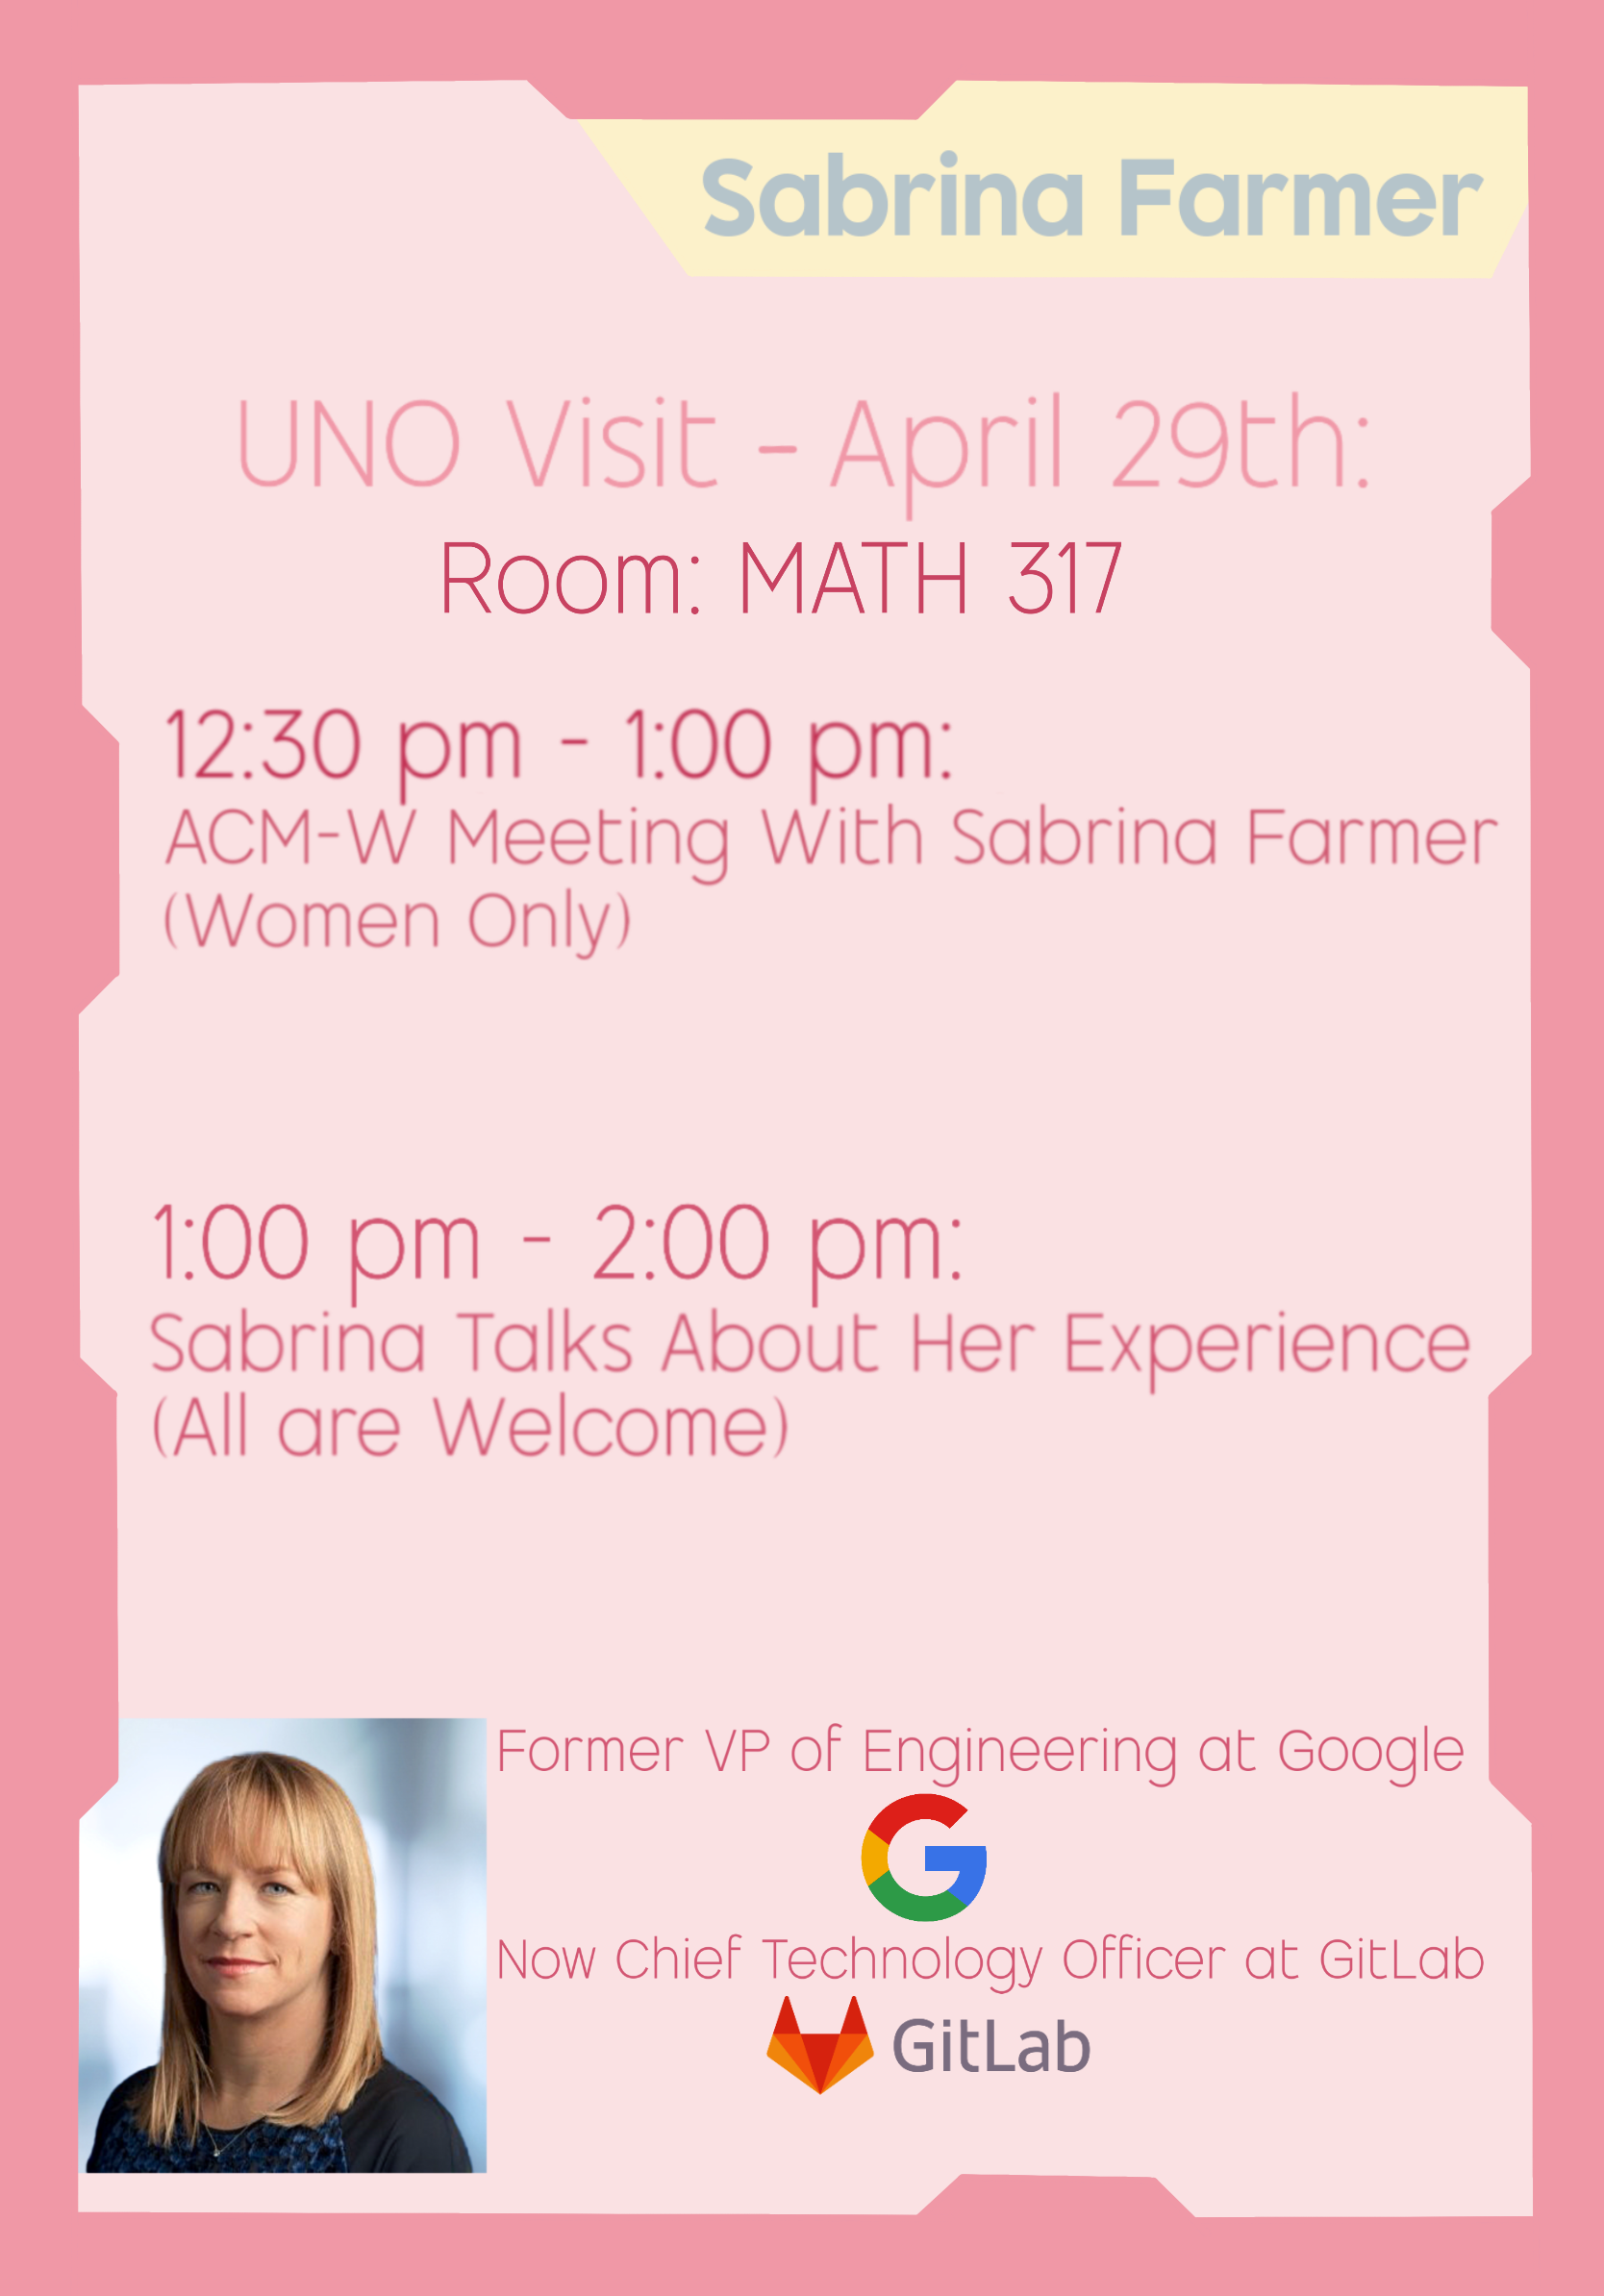 Sabrina Farmer
UNO Visit - April 29th:
Room: MATH 317
12:30 pm - 1:00 pm:
ACM-W Meeting With Sabrina Farmer
(Women Only)
1:00 pm - 2:00 pm:
Sabrina Talks About Her Experience
(All are Welcome)
Former VP of Engineering at Google
G
Now Chief Technology Officer at GitLab
GitLab